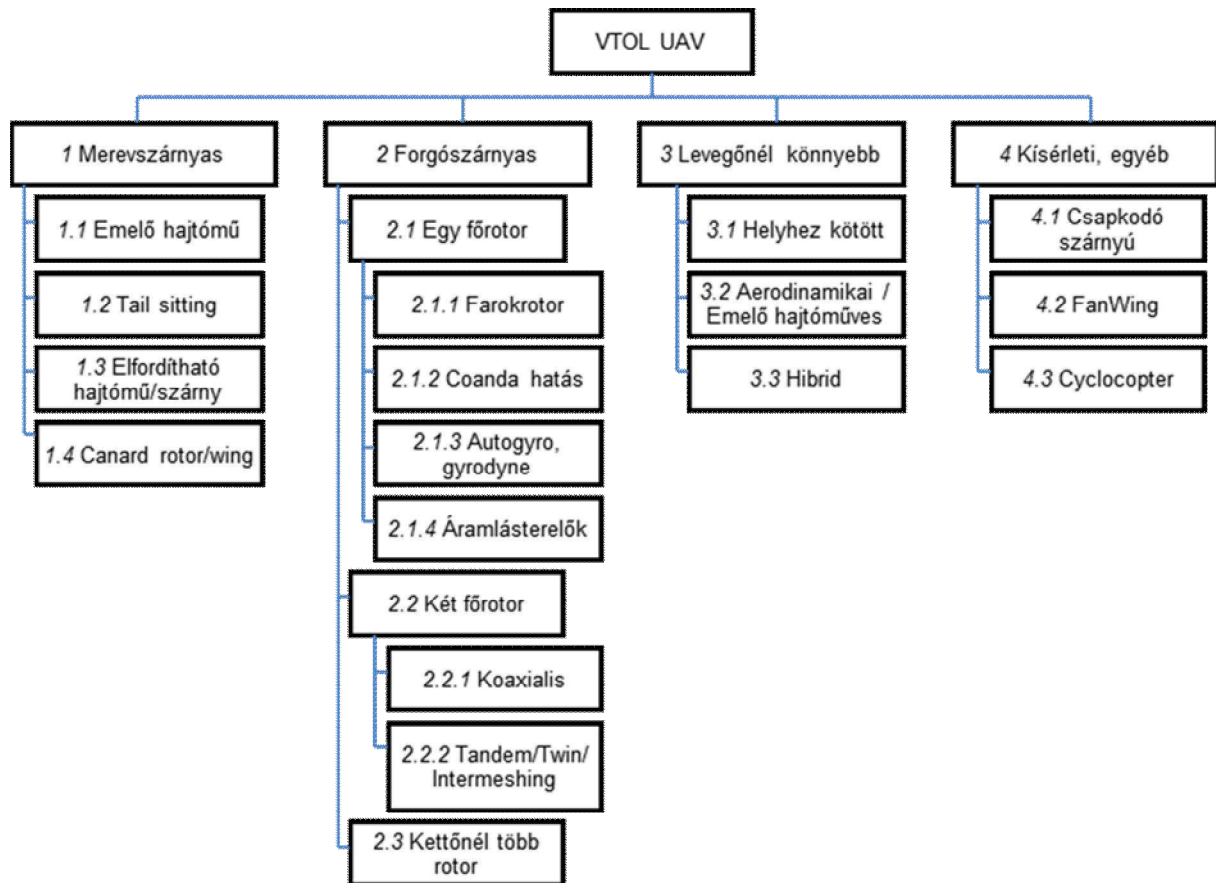 VTOL UAV
1 Merevszárnyas
1.1 Emelő hajtómű
1.2 Tail sitting
1.3 Elfordítható
hajtómű/szárny
1.4 Canard rotor/wing
2 Forgószárnyas
2.1 Egy főrotor
2.1.1 Farokrotor
2.1.2 Coanda hatás
2.1.3 Autogyro,
gyrodyne
2.1.4 Áramlásterelők
2.2 Két főrotor
2.2.1 Koaxialis
2.2.2 Tandem/Twin/
Intermeshing
2.3 Kettőnél több
rotor
3 Levegőnél könnyebb
3.1 Helyhez kötött
3.2 Aerodinamikai /
Emelő hajtóműves
3.3 Hibrid
4 Kísérleti, egyéb
4.1 Csapkodó
szárnyú
4.2 FanWing
4.3 Cyclocopter